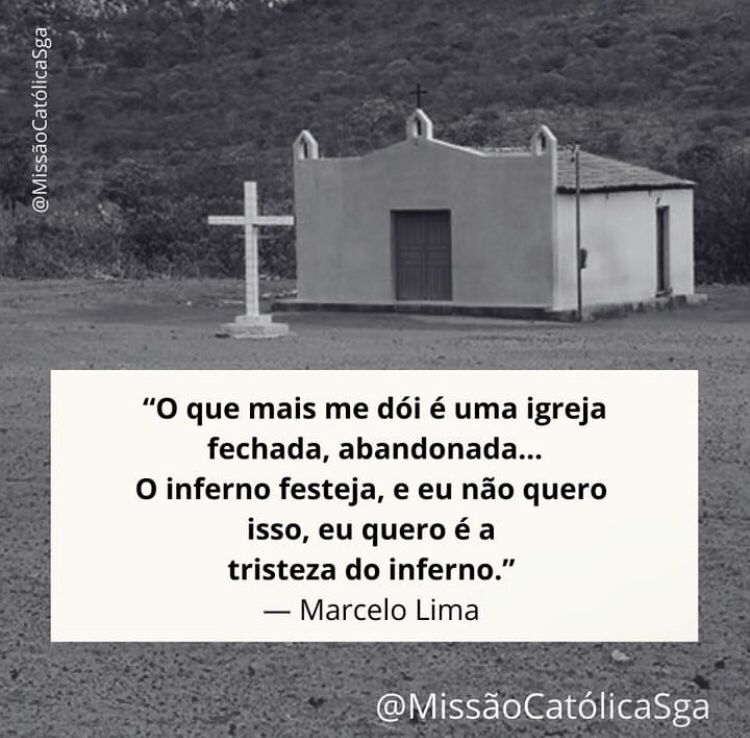 @MissãoCatólicaSga
“O que mais me dói é uma igreja
fechada, abandonada...
O inferno festeja, e eu não quero
isso, eu quero é a
tristeza do inferno.”
— Marcelo Lima
@MissãoCatólicaSga